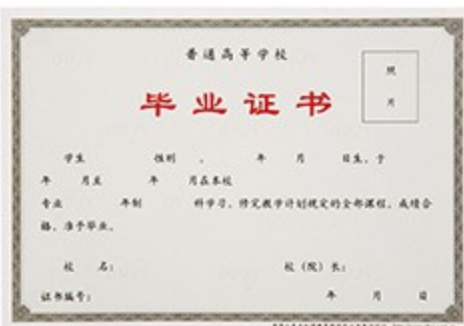 普通高等学校
毕业证书
照
片
学生 性别 , 年 月 日生,于
年 月至 年 月在本校
专业 年制 科学习,修完教学计划规定的全部课程,成绩合
格,准予毕业。
校 名: 校(院)长:
证书编号: 年 月 日